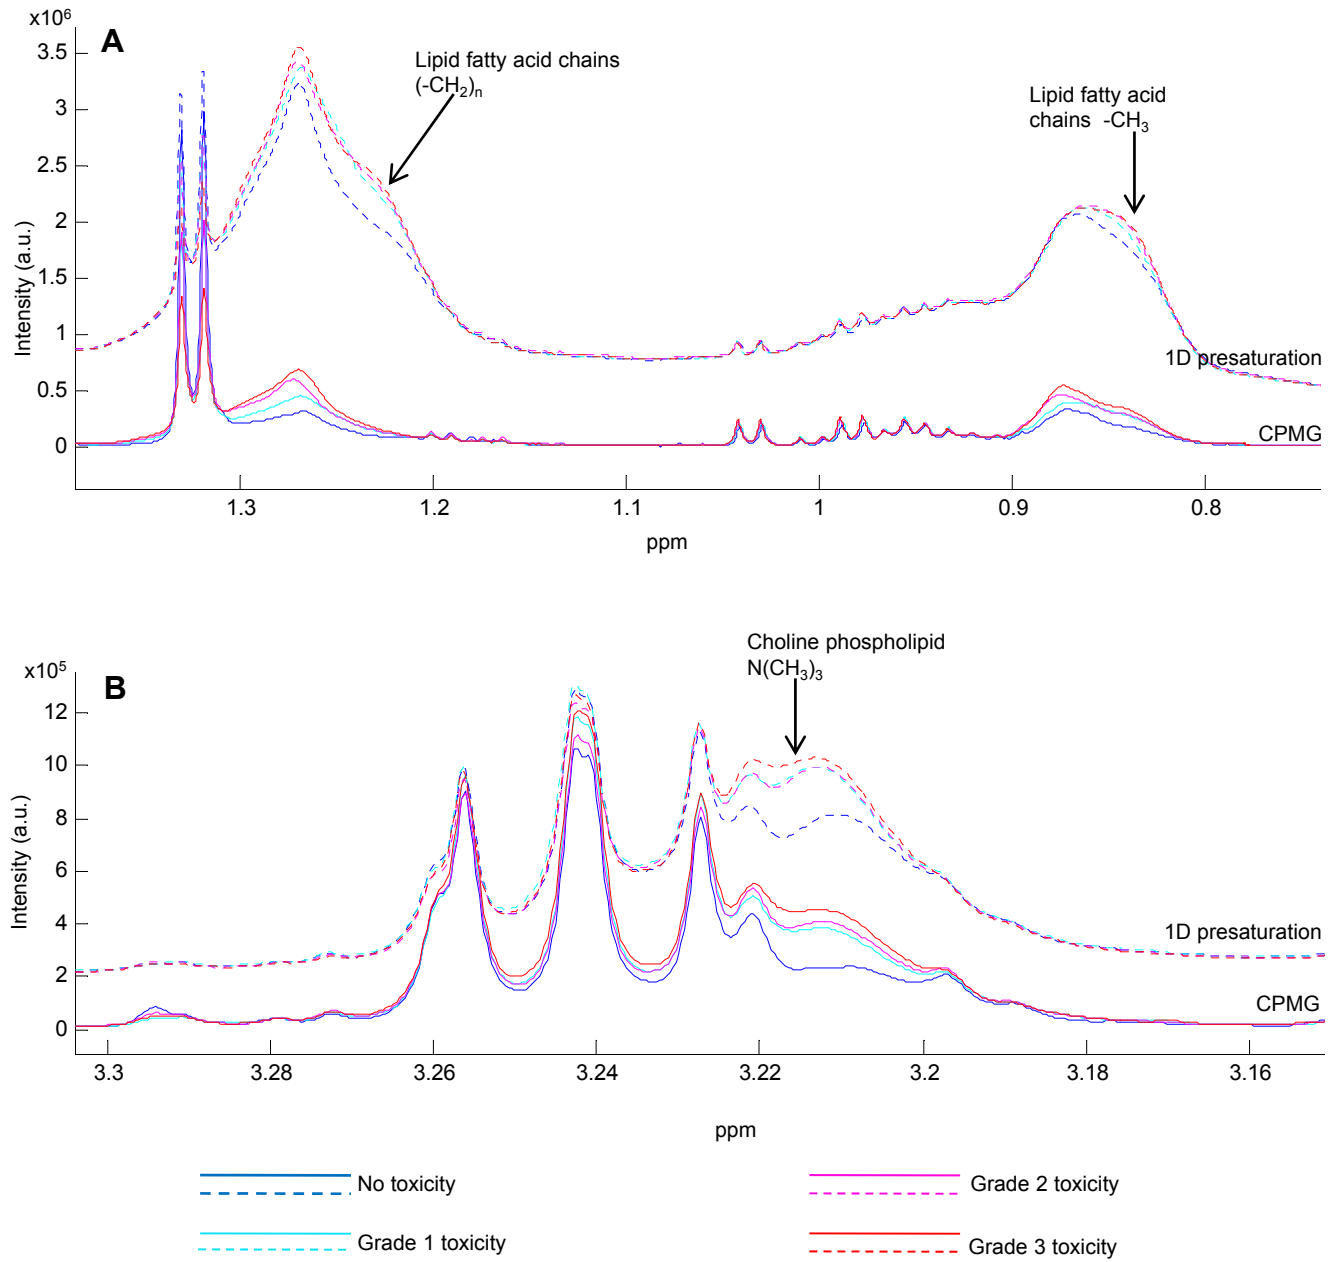 x10⁶
A
Lipid fatty acid chains
(-CH₂)ₙ
Lipid fatty acid
chains -CH₃
3.5
3
2.5
2
1.5
1
0.5
0
Intensity (a.u.)
1D presaturation
CPMG
1.3
1.2
1.1
1
0.9
0.8
ppm
x10⁵
B
Choline phospholipid
N(CH₃)₃
12
10
8
6
4
2
0
Intensity (a.u.)
1D presaturation
CPMG
3.3
3.28
3.26
3.24
3.22
3.2
3.18
3.16
ppm
No toxicity
Grade 2 toxicity
Grade 1 toxicity
Grade 3 toxicity